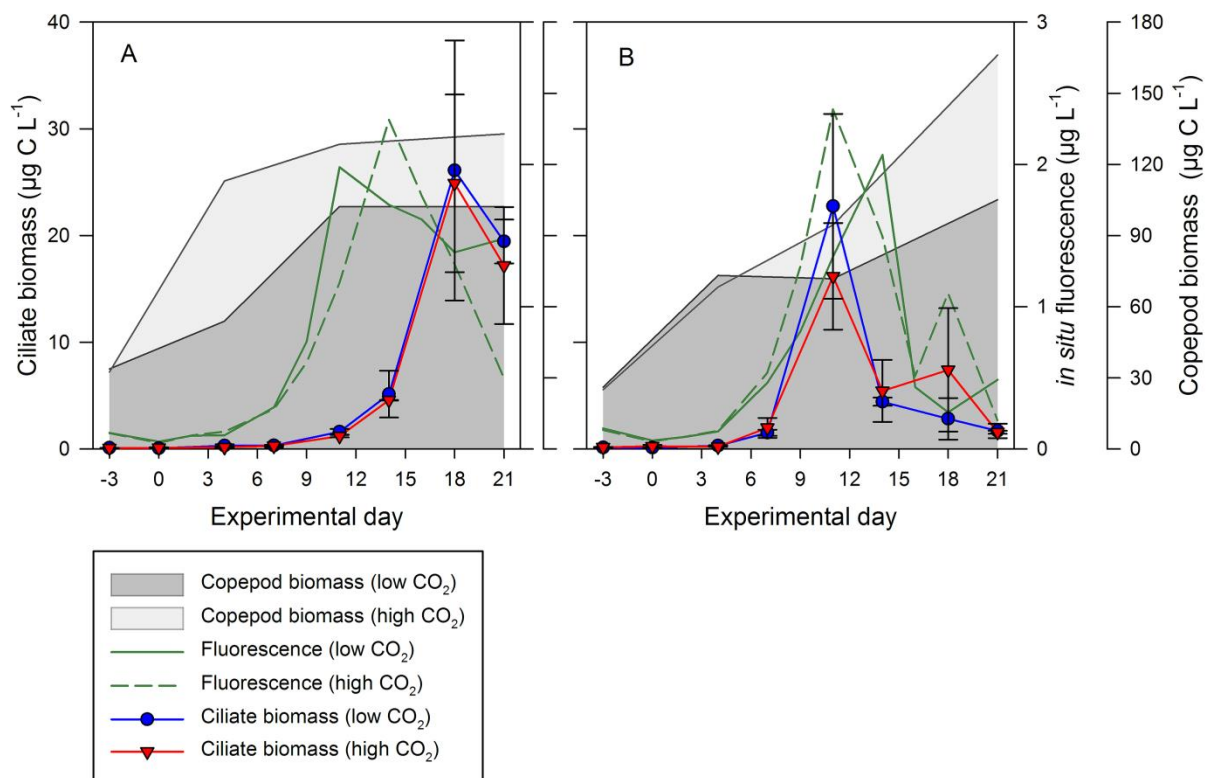 A
B
Ciliate biomass (µg C L⁻¹)
40
30
20
10
0
-3 0 3 6 9 12 15 18 21
Experimental day
-3 0 3 6 9 12 15 18 21
Experimental day
3
2
1
0
in situ fluorescence (µg L⁻¹)
180
150
120
90
60
30
0
Copepod biomass (µg C L⁻¹)
Copepod biomass (low CO₂)
Copepod biomass (high CO₂)
Fluorescence (low CO₂)
Fluorescence (high CO₂)
Ciliate biomass (low CO₂)
Ciliate biomass (high CO₂)